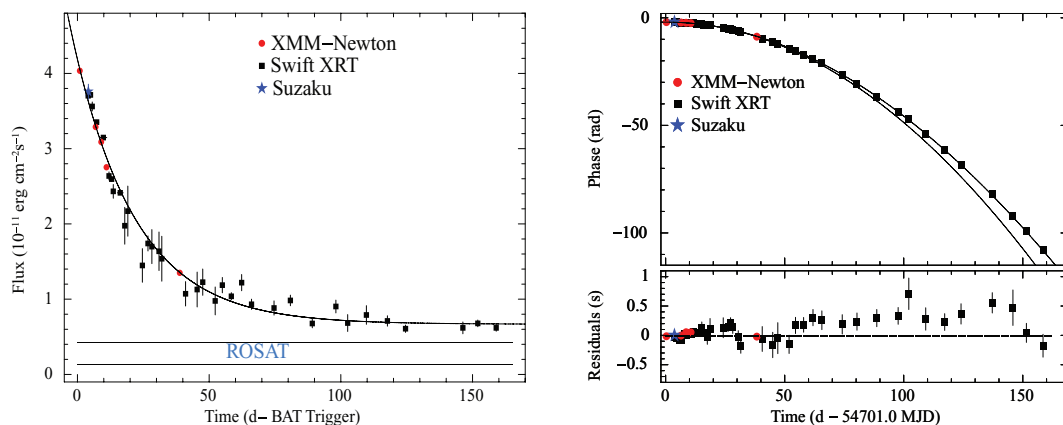 XMM−Newton
Swift XRT
Suzaku
4
3
2
1
0
Flux (10⁻¹¹ erg cm⁻²s⁻¹)
ROSAT
0 50 100 150
Time (d− BAT Trigger)
0
−50
−100
Phase (rad)
XMM−Newton
Swift XRT
Suzaku
1
0.5
0
−0.5
Residuals (s)
0 50 100 150
Time (d − 54701.0 MJD)